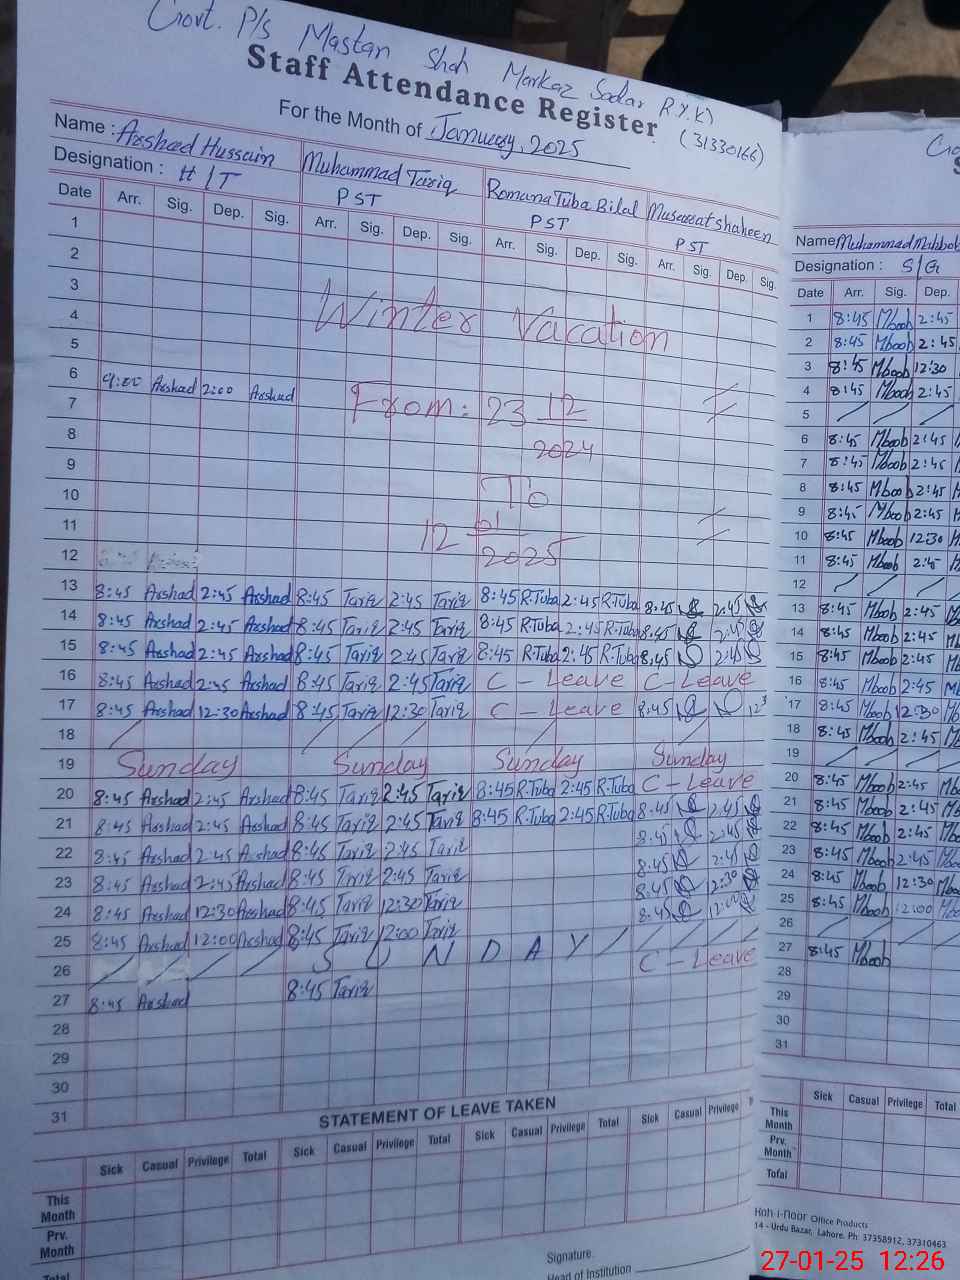 Govt. P/s Mastan Shah Markaz Sadar R.Y.K)
(31330166)
Staff Attendance Register
For the Month of January, 2025
Name : Arshad Hussain Muhammad Tariq Romana Tuba Bilal Musarrat shaheen
Designation : H/T PST PST PST
Date Arr. Sig. Dep. Sig. Arr. Sig. Dep. Sig. Arr. Sig. Dep. Sig. Arr. Sig. Dep. Sig.
1
2
3
4
Winter Vacation
5
6
7 9:00 Arshad 2:00 Arshad
From: 23 12
8
2024
9
10
To
11
12 01
12
2025
13 8:45 Arshad 2:45 Arshad 8:45 Tariq 2:45 Tariq 8:45 R.Tuba 2:45 R.Tuba 8:45 2:45
14 8:45 Arshad 2:45 Arshad 8:45 Tariq 2:45 Tariq 8:45 R.Tuba 2:45 R.Tuba 8:45 2:45
15 8:45 Arshad 2:45 Arshad 8:45 Tariq 2:45 Tariq 8:45 R.Tuba 2:45 R.Tuba 8:45 2:45
16 8:45 Arshad 2:45 Arshad 8:45 Tariq 2:45 Tariq C - Leave C - Leave
17 8:45 Arshad 12:30 Arshad 8:45 Tariq 12:30 Tariq C - Leave 8:45
18
19 Sunday Sunday Sunday Sunday
20 8:45 Arshad 2:45 Arshad 8:45 Tariq 2:45 Tariq 8:45 R.Tuba 2:45 R.Tuba C - Leave
21 8:45 Arshad 2:45 Arshad 8:45 Tariq 2:45 Tariq 8:45 R.Tuba 2:45 R.Tuba 8:45 2:45
22 8:45 Arshad 2:45 Arshad 8:45 Tariq 2:45 Tariq 8:45 2:45
23 8:45 Arshad 2:45 Arshad 8:45 Tariq 2:45 Tariq 8:45 2:45
24 8:45 Arshad 12:30 Arshad 8:45 Tariq 12:30 Tariq 8:45 12:30
25 8:45 Arshad 12:00 Arshad 8:45 Tariq 12:00 Tariq 8:45 12:00
26 SUNDAY
27 8:45 Arshad 8:45 Tariq C - Leave
28
29
30
31
STATEMENT OF LEAVE TAKEN
Sick Casual Privilege Total Sick Casual Privilege Total Sick Casual Privilege Total Sick Casual Privilege
This Month
Prv. Month
Total
Signature.
Head of Institution
Name Muhammad Mehboob
Designation : S/G
Date Arr. Sig. Dep.
1 8:45 Mboob 2:45
2 8:45 Mboob 2:45
3 8:45 Mboob 12:30
4 8:45 Mboob 2:45
5
6 8:45 Mboob 2:45
7 8:45 Mboob 2:45
8 8:45 Mboob 2:45
9 8:45 Mboob 2:45
10 8:45 Mboob 12:30
11 8:45 Mboob 2:45
12
13 8:45 Mboob 2:45
14 8:45 Mboob 2:45
15 8:45 Mboob 2:45
16 8:45 Mboob 2:45
17 8:45 Mboob 12:30
18 8:45 Mboob 2:45
19
20 8:45 Mboob 2:45
21 8:45 Mboob 2:45
22 8:45 Mboob 2:45
23 8:45 Mboob 2:45
24 8:45 Mboob 12:30
25 8:45 Mboob 12:00
26
27 8:45 Mboob
28
29
30
31
Sick Casual Privilege Total
This Month
Prv. Month
Total
Koh-i-Noor Office Products
14 - Urdu Bazar, Lahore. Ph: 37358912, 37310463
27-01-25 12:26